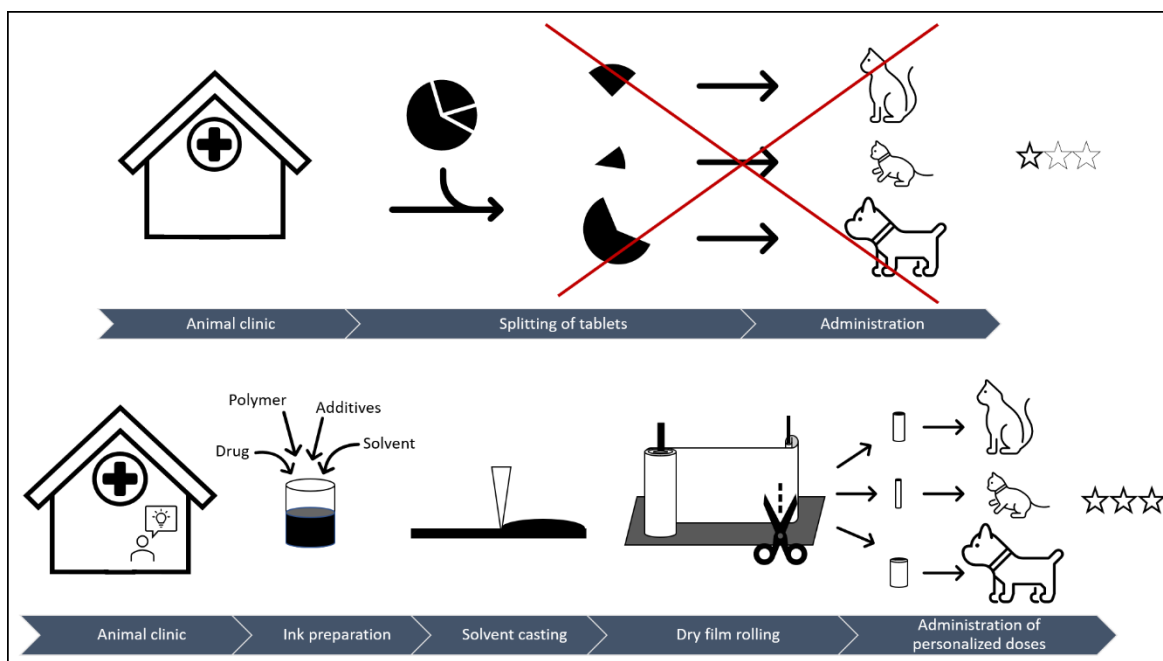 Animal clinic
Splitting of tablets
Administration
Polymer
Additives
Drug
Solvent
Animal clinic
Ink preparation
Solvent casting
Dry film rolling
Administration of
personalized doses